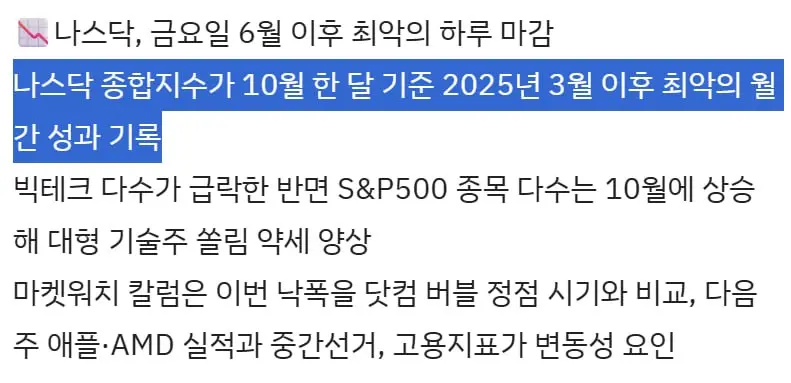 📉 나스닥, 금요일 6월 이후 최악의 하루 마감
나스닥 종합지수가 10월 한 달 기준 2025년 3월 이후 최악의 월
간 성과 기록
빅테크 다수가 급락한 반면 S&P500 종목 다수는 10월에 상승
해 대형 기술주 쏠림 약세 양상
마켓워치 칼럼은 이번 낙폭을 닷컴 버블 정점 시기와 비교, 다음
주 애플·AMD 실적과 중간선거, 고용지표가 변동성 요인